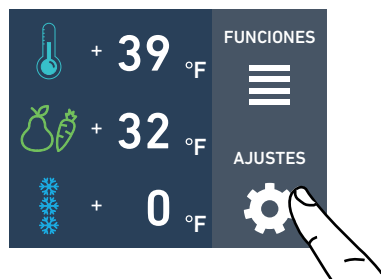 + 39 °F
+ 32 °F
+ 0 °F
FUNCIONES
AJUSTES